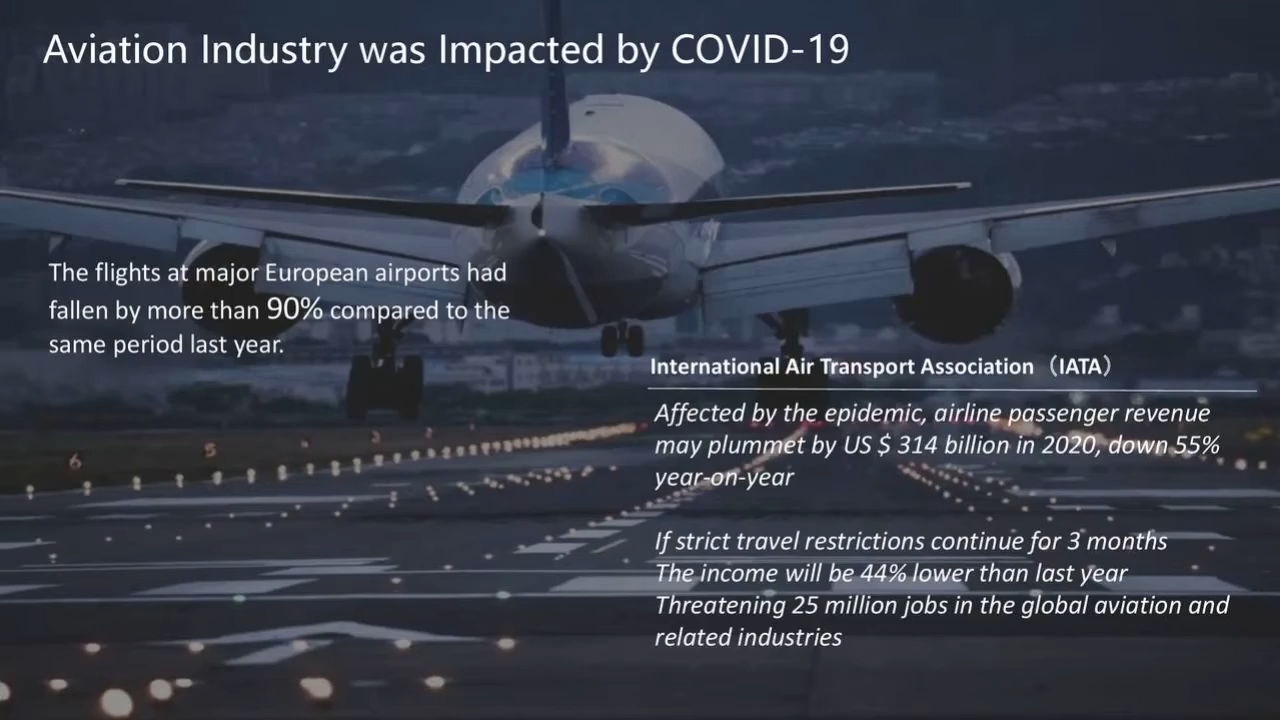 Aviation Industry was Impacted by COVID-19
The flights at major European airports had
fallen by more than 90% compared to the
same period last year.
International Air Transport Association（IATA）
Affected by the epidemic, airline passenger revenue
may plummet by US $ 314 billion in 2020, down 55%
year-on-year
If strict travel restrictions continue for 3 months
The income will be 44% lower than last year
Threatening 25 million jobs in the global aviation and
related industries